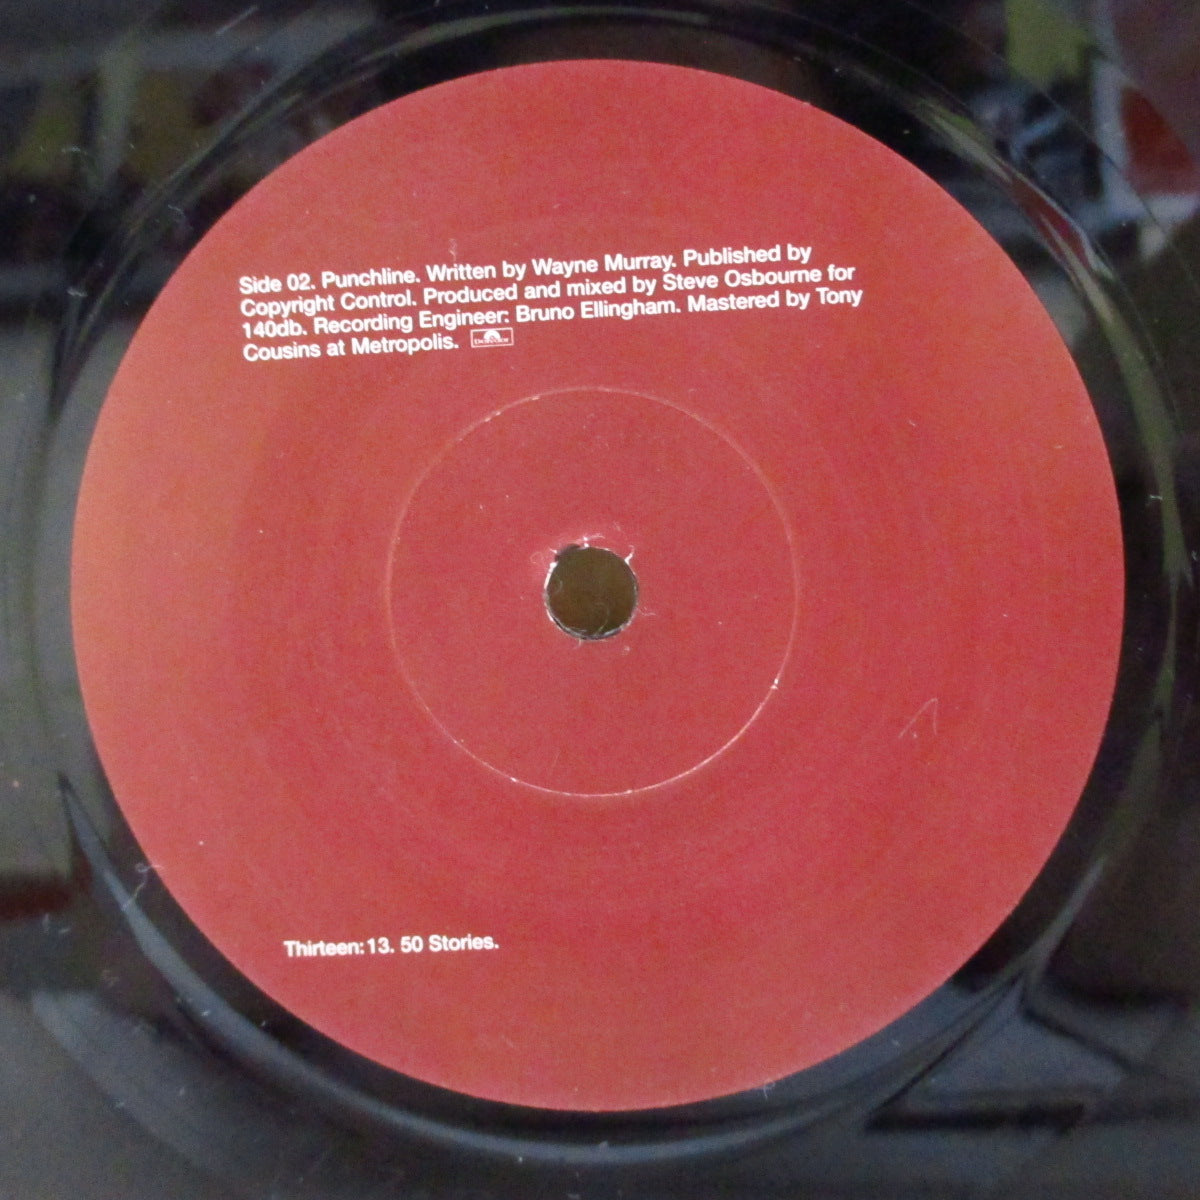 Side 02. Punchline. Written by Wayne Murray. Published by
Copyright Control. Produced and mixed by Steve Osbourne for
140db. Recording Engineer: Bruno Ellingham. Mastered by Tony
Cousins at Metropolis. Polydor
Thirteen:13. 50 Stories.